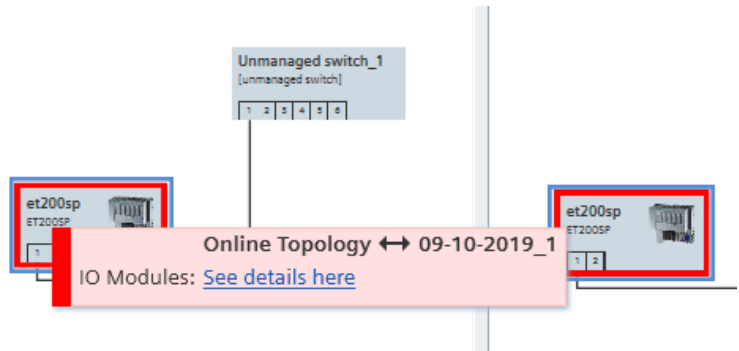 Unmanaged switch_1
[unmanaged switch]
1 2 3 4 5 6
et200sp
ET200SP
1
Online Topology ↔ 09-10-2019_1
IO Modules: See details here
et200sp
ET200SP
1 2